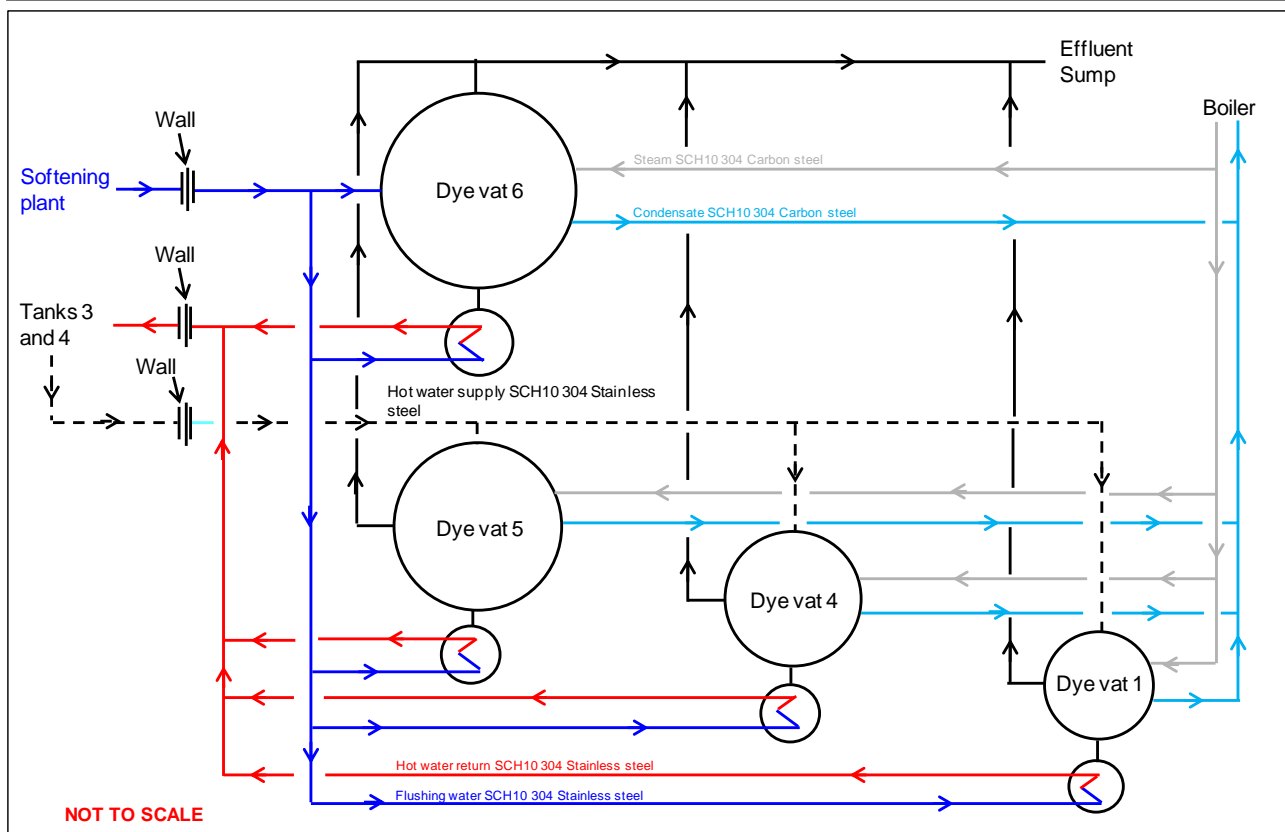 Effluent
Sump
Boiler
Wall
Steam SCH10 304 Carbon steel
Softening
plant
Dye vat 6
Condensate SCH10 304 Carbon steel
Wall
Tanks 3
and 4
Wall
Hot water supply SCH10 304 Stainless
steel
Dye vat 5
Dye vat 4
Dye vat 1
Hot water return SCH10 304 Stainless steel
Flushing water SCH10 304 Stainless steel
NOT TO SCALE